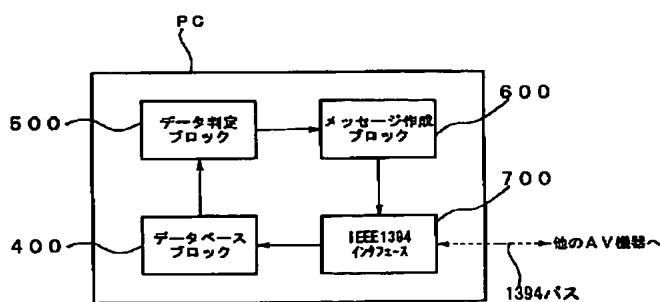 PC
500
データ判定
ブロック
メッセージ作成
ブロック
600
700
400
データベース
ブロック
IEEE1394
インタフェース
他のAV機器へ
1394バス